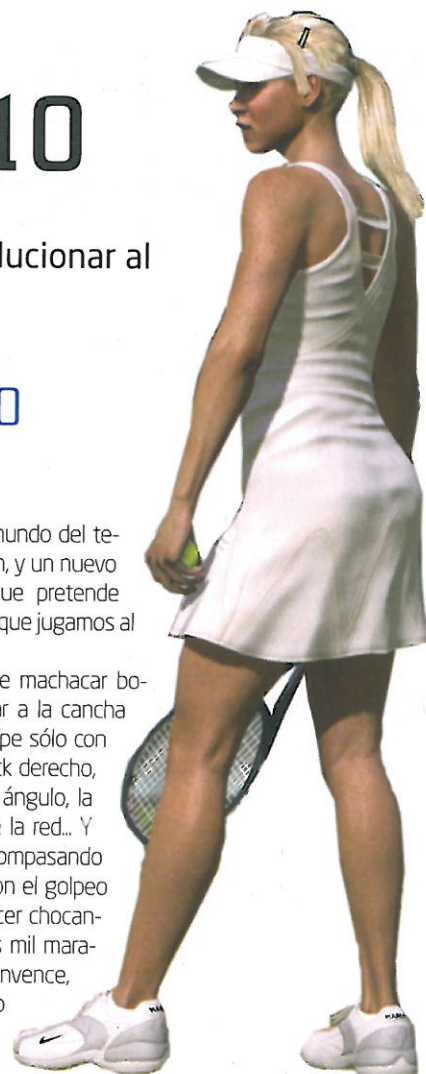 10
lucionar al
mundo del te-
n, y un nuevo
ue pretende
que jugamos al
e machacar bo-
ar a la cancha
pe sólo con
ck derecho,
ángulo, la
e la red... Y
ompasando
on el golpeo
cer chocan-
s mil mara-
nvence,